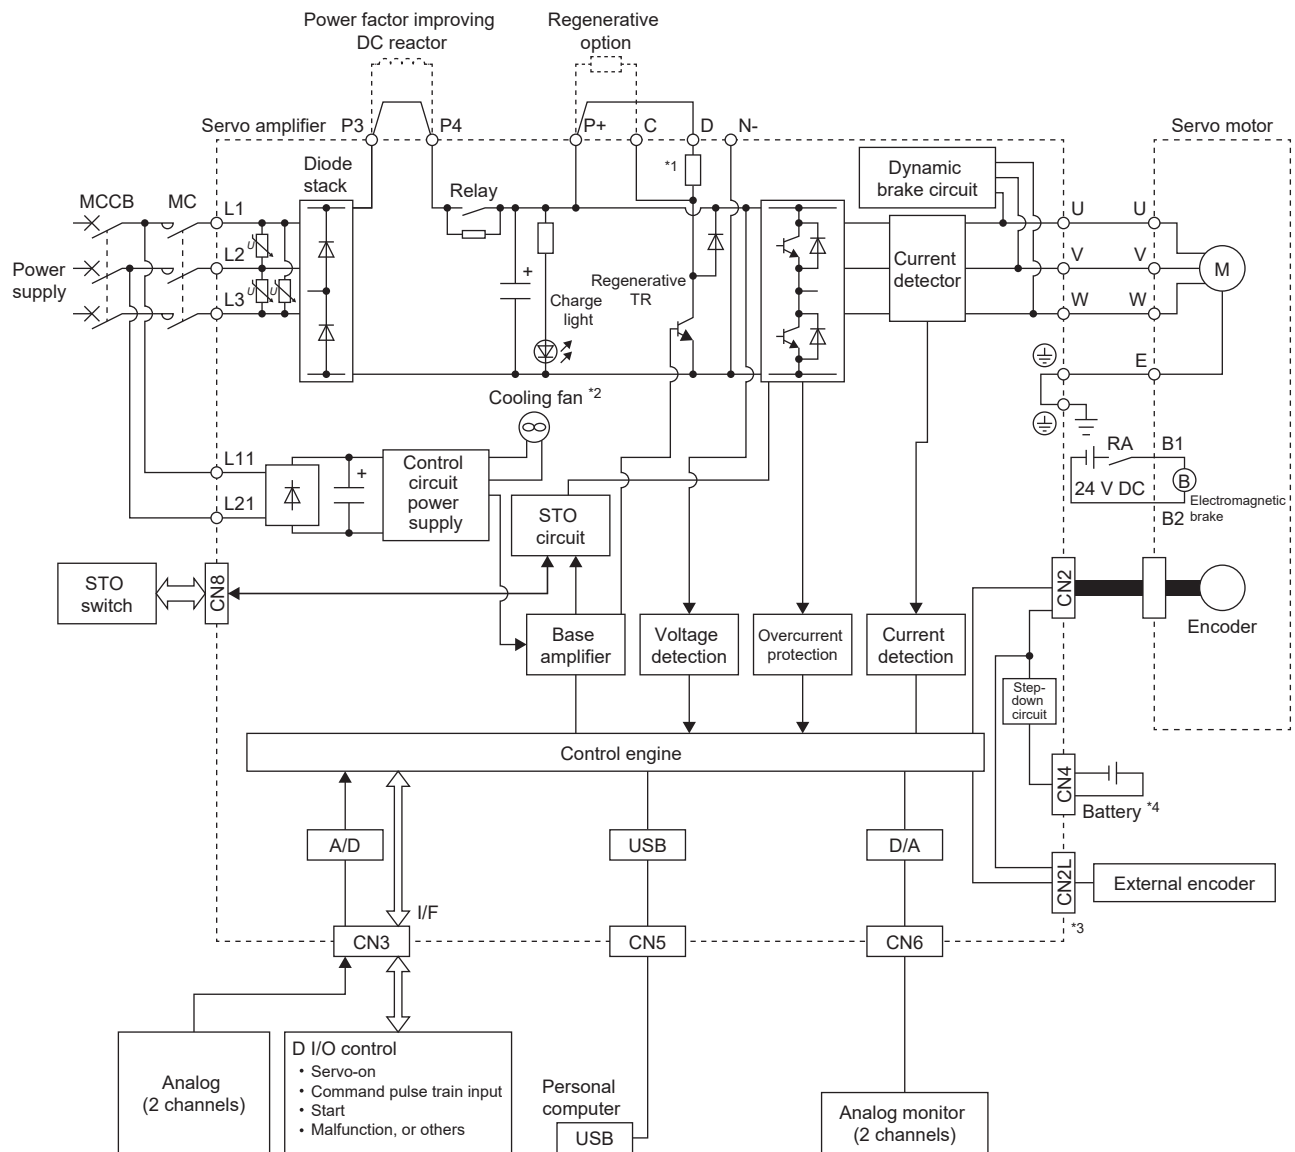 Power factor improving
DC reactor
Regenerative
option
Servo amplifier
P3
P4
P+
C
D
N-
Servo motor
*1
Diode
stack
Relay
Dynamic
brake circuit
MCCB
MC
L1
L2
L3
U
U
U
Power
supply
U
U
V
V
W
W
M
+
Regenerative
TR
Current
detector
Charge
light
E
Cooling fan *2
L11
L21
+
Control
circuit
power
supply
STO
circuit
RA
B1
24 V DC
B
B2
Electromagnetic
brake
STO
switch
CN8
CN2
Encoder
Base
amplifier
Voltage
detection
Overcurrent
protection
Current
detection
Step-
down
circuit
Control engine
CN4
Battery *4
A/D
USB
D/A
I/F
CN2L
External encoder
*3
CN3
CN5
CN6
Analog
(2 channels)
D I/O control
• Servo-on
• Command pulse train input
• Start
• Malfunction, or others
Personal
computer
USB
Analog monitor
(2 channels)